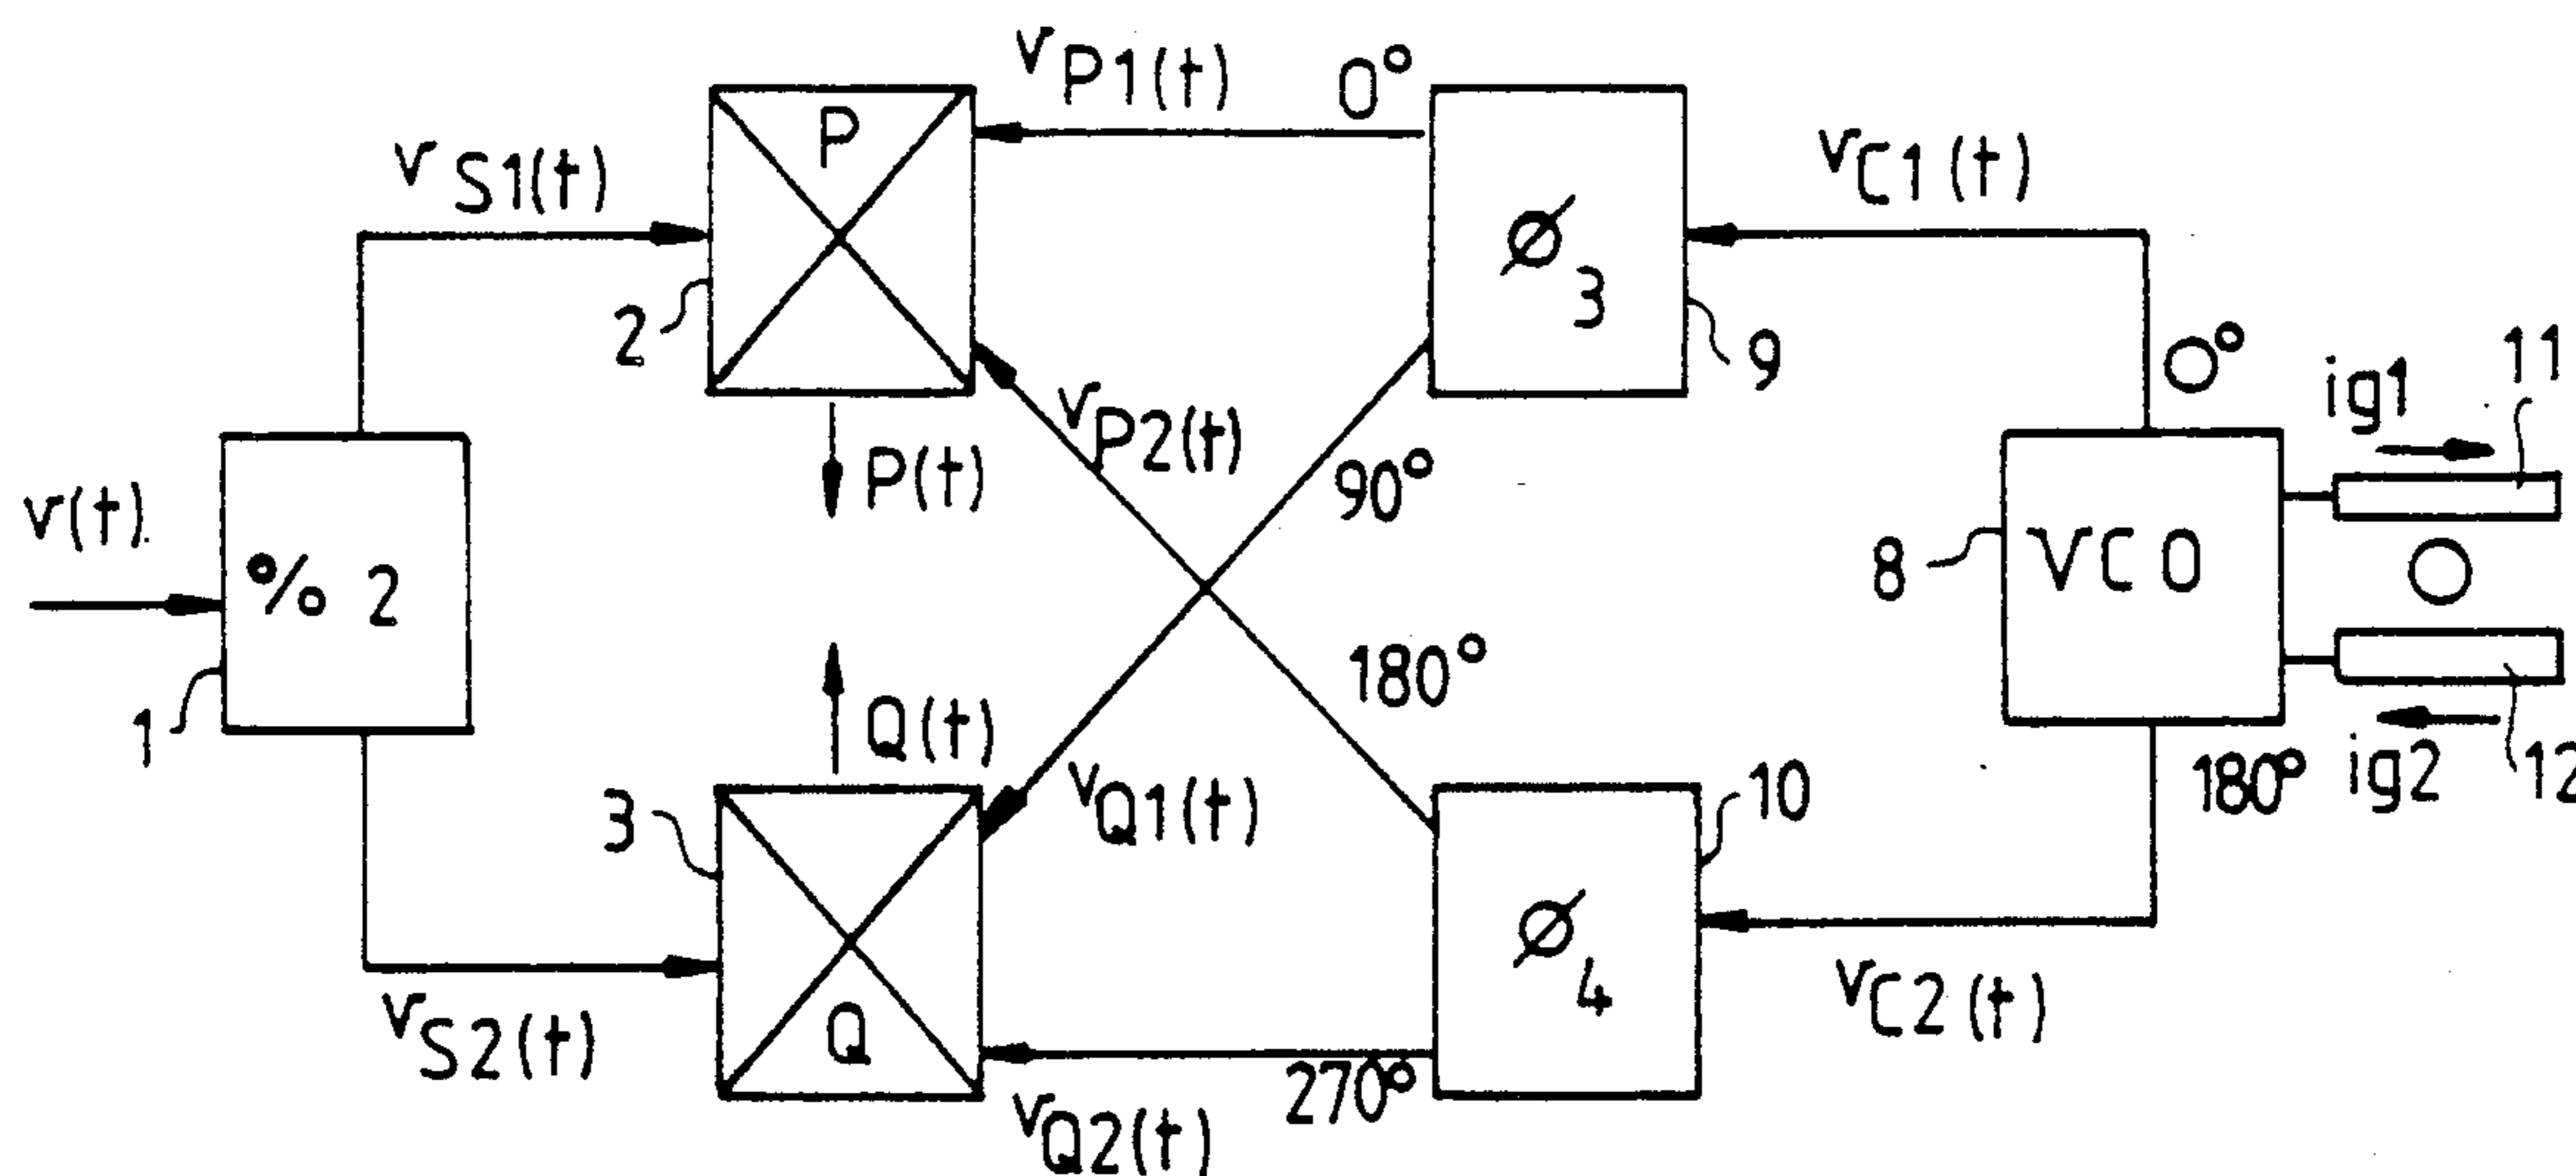 vP1(t)
0°
P
vS1(t)
vC1(t)
Ø3
2
9
0°
ig1
11
vP2(t)
P(t)
90°
v(t)
% 2
8
VCO
180°
1
Q(t)
vQ1(t)
10
180°
ig2
12
3
Ø4
vS2(t)
Q
vC2(t)
270°
vQ2(t)